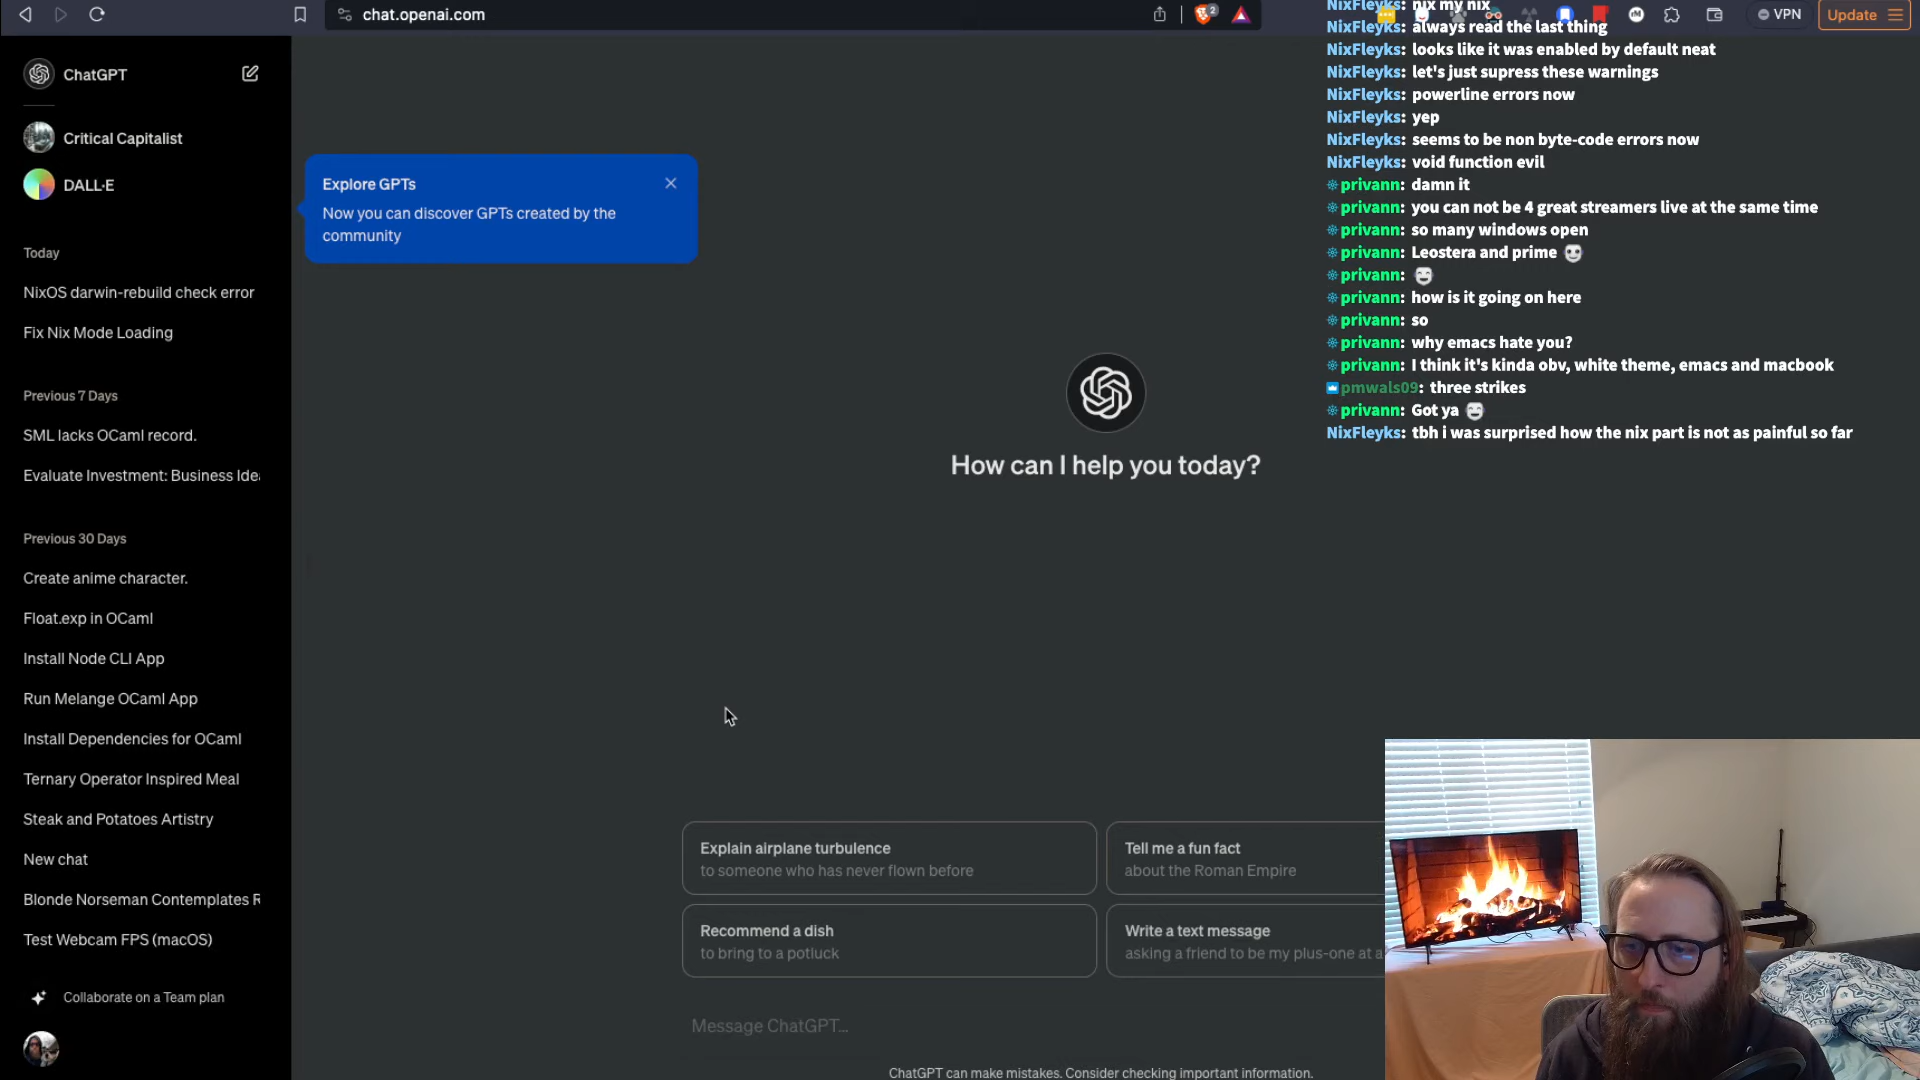 chat.openai.com
2
VPN
Update
ChatGPT
Critical Capitalist
DALL·E
Today
NixOS darwin-rebuild check error
Fix Nix Mode Loading
Previous 7 Days
SML lacks OCaml record.
Evaluate Investment: Business Ide
Previous 30 Days
Create anime character.
Float.exp in OCaml
Install Node CLI App
Run Melange OCaml App
Install Dependencies for OCaml
Ternary Operator Inspired Meal
Steak and Potatoes Artistry
New chat
Blonde Norseman Contemplates R
Test Webcam FPS (macOS)
Collaborate on a Team plan
Explore GPTs
Now you can discover GPTs created by the
community
How can I help you today?
Explain airplane turbulence
to someone who has never flown before
Tell me a fun fact
about the Roman Empire
Recommend a dish
to bring to a potluck
Write a text message
asking a friend to be my plus-one at a
Message ChatGPT...
ChatGPT can make mistakes. Consider checking important information.
NixFleyks: nix my nix
NixFleyks: always read the last thing
NixFleyks: looks like it was enabled by default neat
NixFleyks: let's just supress these warnings
NixFleyks: powerline errors now
NixFleyks: yep
NixFleyks: seems to be non byte-code errors now
NixFleyks: void function evil
privann: damn it
privann: you can not be 4 great streamers live at the same time
privann: so many windows open
privann: Leostera and prime
privann:
privann: how is it going on here
privann: so
privann: why emacs hate you?
privann: I think it's kinda obv, white theme, emacs and macbook
pmwals09: three strikes
privann: Got ya
NixFleyks: tbh i was surprised how the nix part is not as painful so far